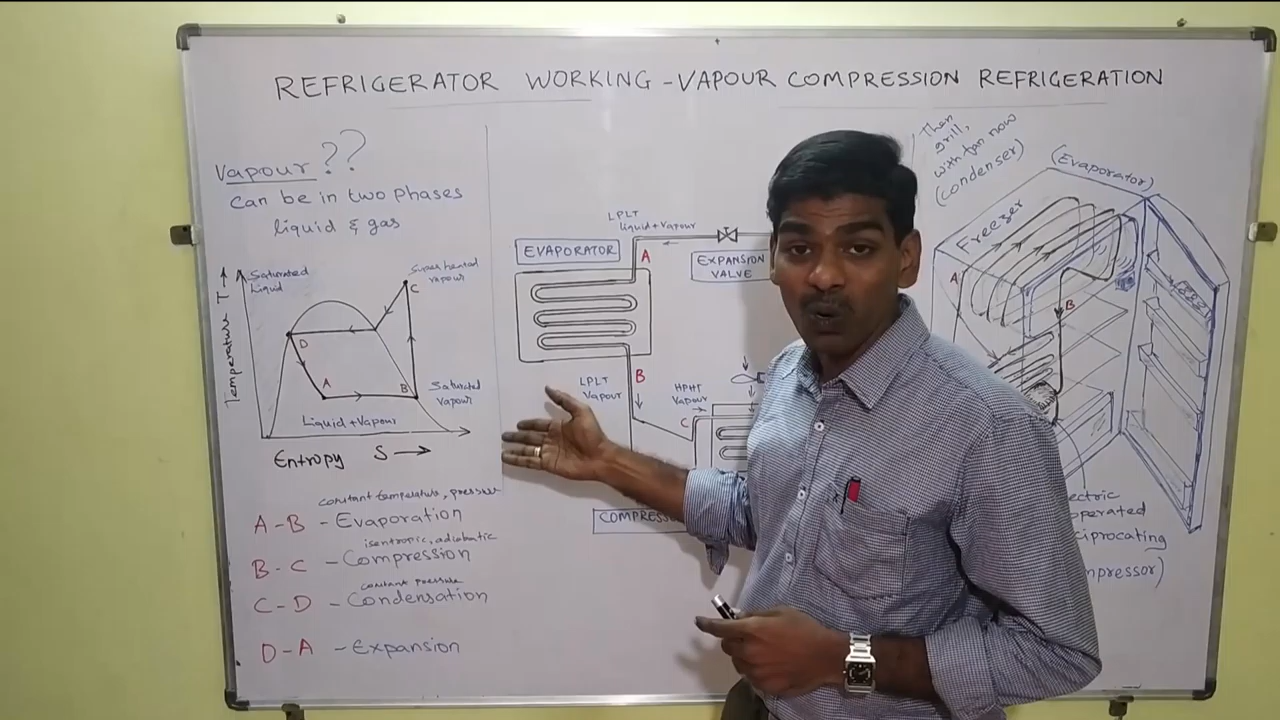 REFRIGERATOR WORKING - VAPOUR COMPRESSION REFRIGERATION
Vapour ??
can be in two phases
liquid & gas
Saturated
Liquid
Super heated
vapour
Temperature T →
C
D
A
B
Saturated
vapour
Liquid + Vapour
Entropy S →
constant temperature, pressure
A-B - Evaporation
isentropic, adiabatic
B-C - Compression
constant pressure
C-D - Condensation
D-A - Expansion
LPLT
liquid + vapour
EVAPORATOR
A
EXPANSION
VALVE
LPLT
Vapour
B
HPHT
Vapour
C
COMPRESS
Then
grill,
with fan now
(condenser)
(Evaporator)
Freezer
A
B
ectric
operated
ciprocating
mpressor)